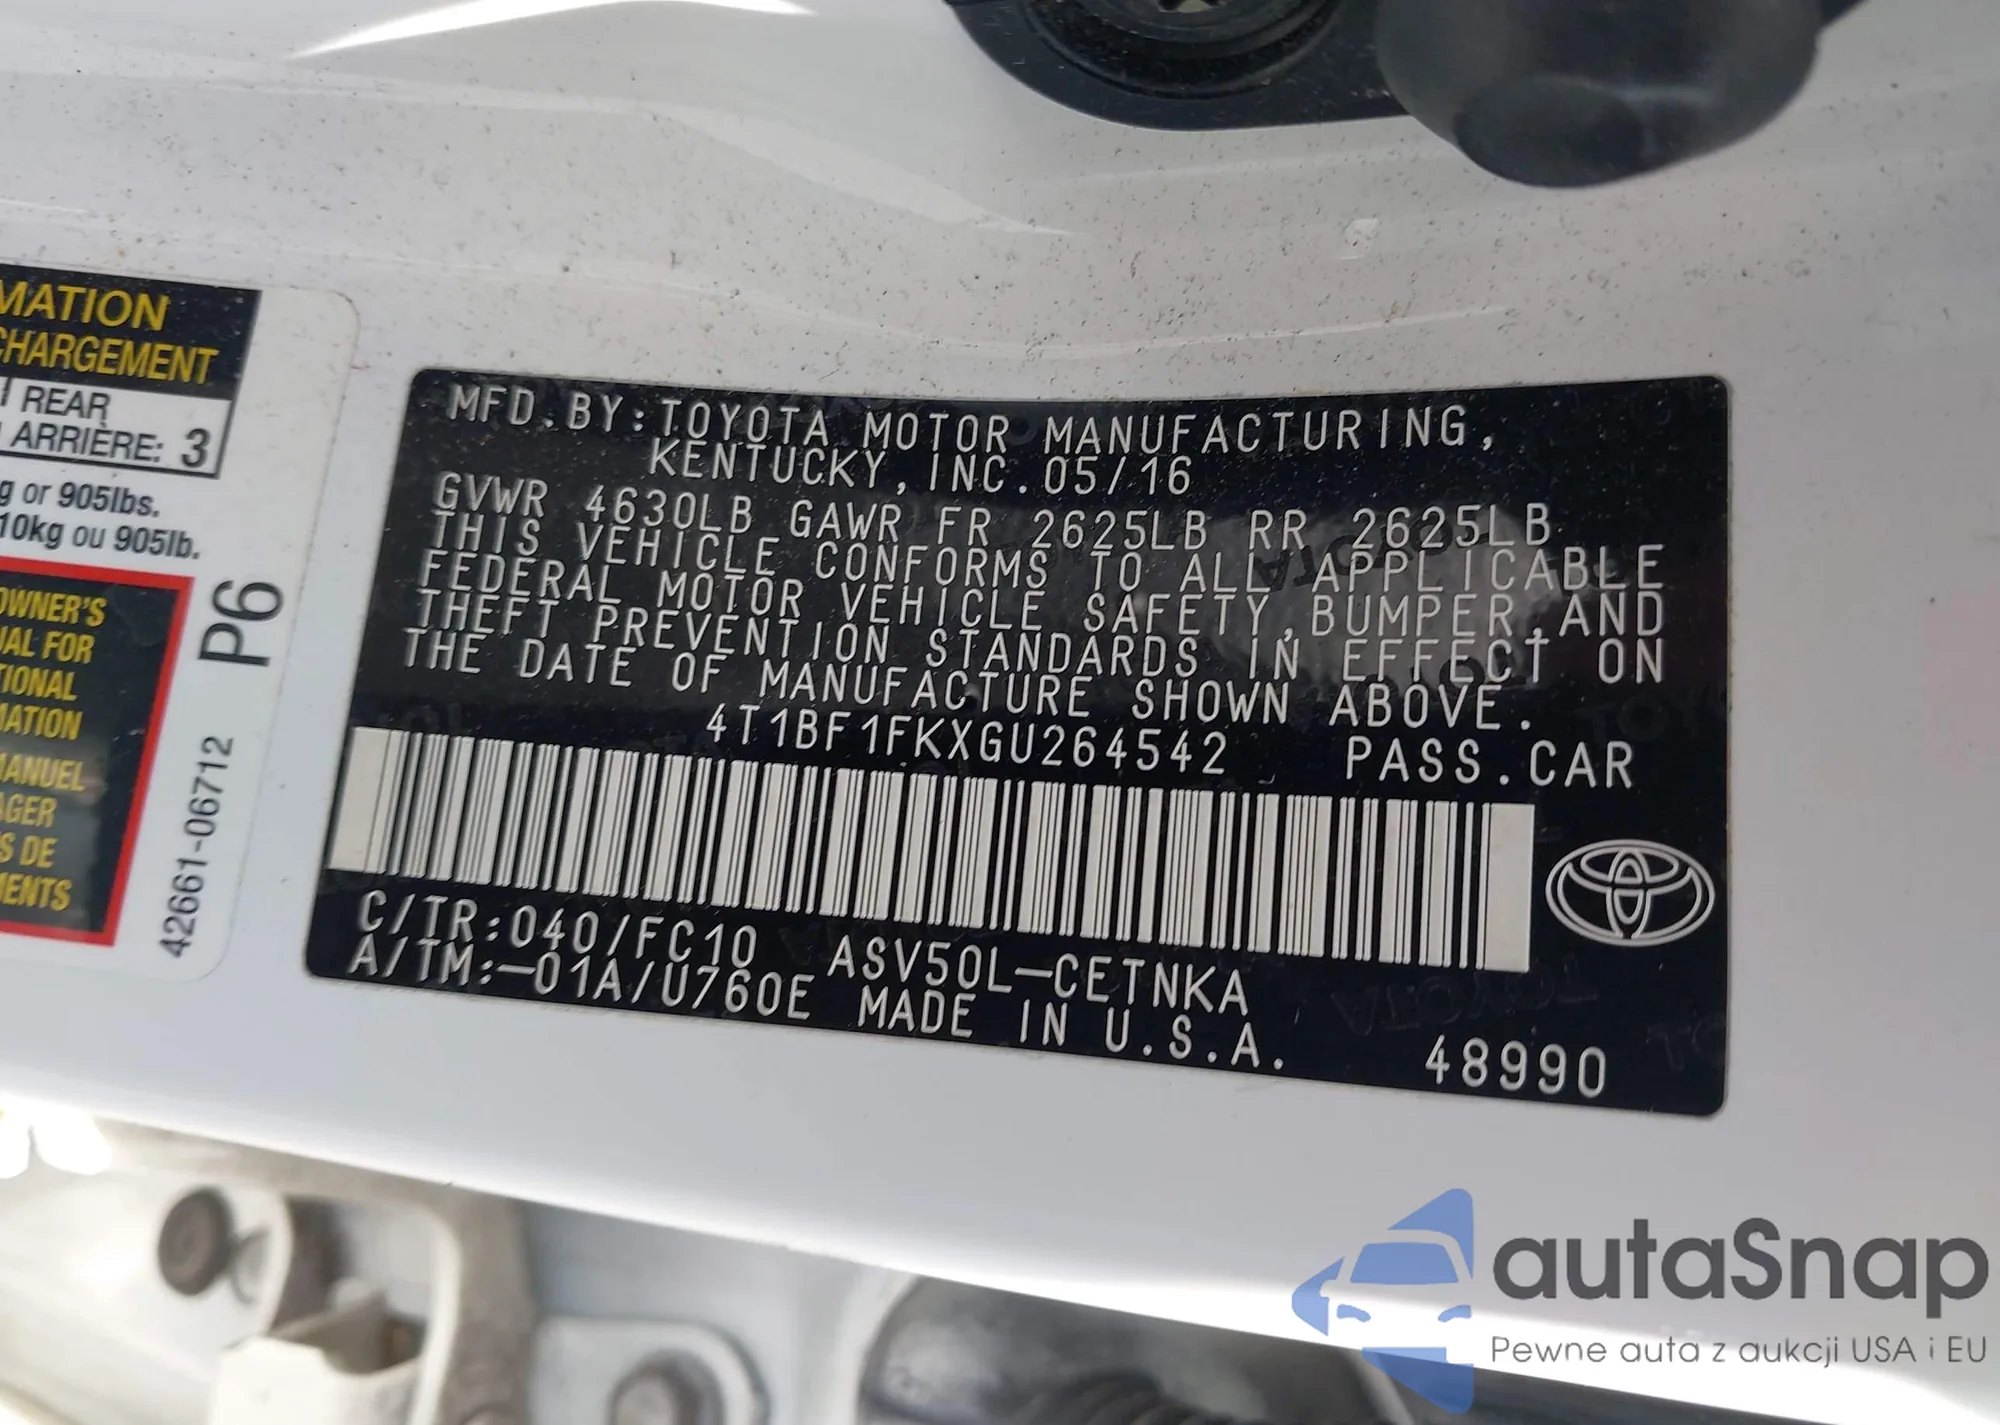 MATION
CHARGEMENT
REAR
ARRIÈRE: 3
g or 905lbs.
10kg ou 905lb.
OWNER'S
UAL FOR
TIONAL
MATION
MANUEL
AGER
S DE
MENTS
42661-06712 P6
MFD.BY:TOYOTA MOTOR MANUFACTURING,
KENTUCKY, INC. 05/16
GVWR 4630LB GAWR FR 2625LB RR 2625LB
THIS VEHICLE CONFORMS TO ALL APPLICABLE
FEDERAL MOTOR VEHICLE SAFETY, BUMPER, AND
THEFT PREVENTION STANDARDS IN EFFECT ON
THE DATE OF MANUFACTURE SHOWN ABOVE.
4T1BF1FKXGU264542 PASS.CAR
C/TR:040/FC10 ASV50L-CETNKA
A/TM:-01A/U760E MADE IN U.S.A.
48990
autaSnap
Pewne auta z aukcji USA i EU